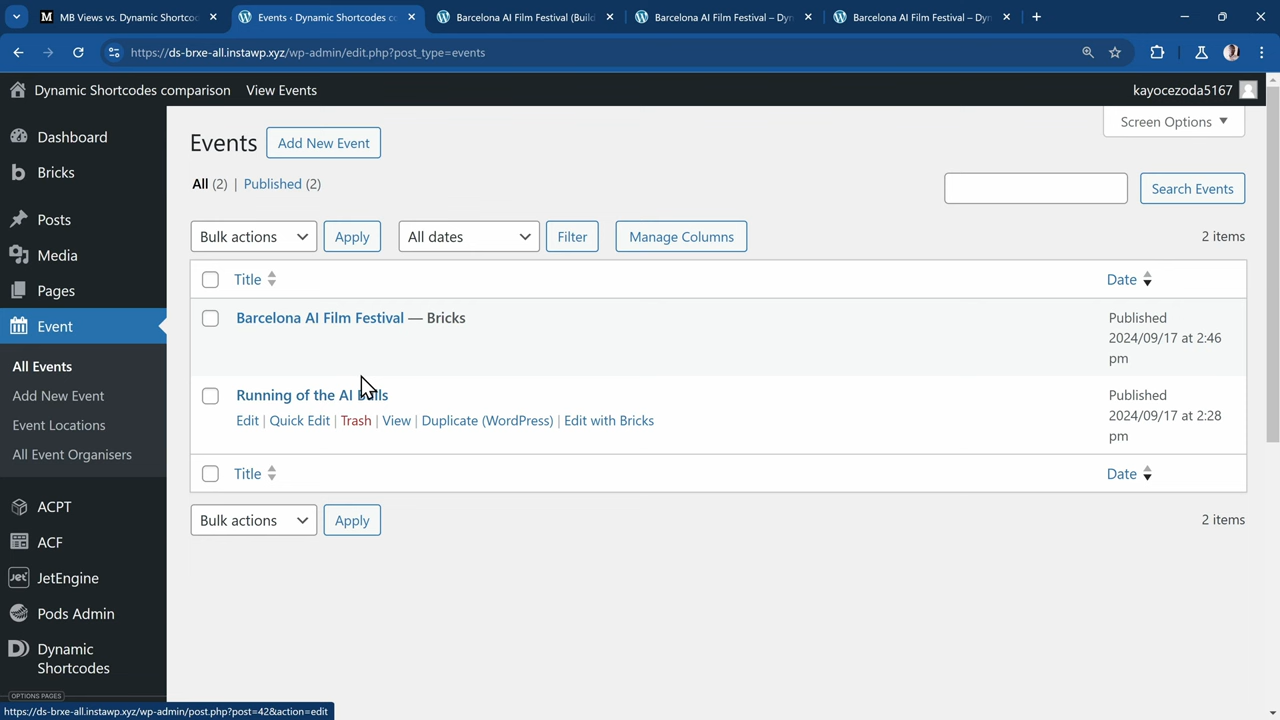 MB Views vs. Dynamic Shortcod
Events ‹ Dynamic Shortcodes co
Barcelona AI Film Festival (Build
Barcelona AI Film Festival – Dyn
Barcelona AI Film Festival – Dyn
https://ds-brxe-all.instawp.xyz/wp-admin/edit.php?post_type=events
Dynamic Shortcodes comparison
View Events
kayocezoda5167
Dashboard
Bricks
Posts
Media
Pages
Event
All Events
Add New Event
Event Locations
All Event Organisers
ACPT
ACF
JetEngine
Pods Admin
Dynamic
Shortcodes
OPTIONS PAGES
Screen Options
Events
Add New Event
All (2) | Published (2)
Search Events
Bulk actions
Apply
All dates
Filter
Manage Columns
2 items
Title
Date
Barcelona AI Film Festival — Bricks
Published
2024/09/17 at 2:46
pm
Running of the AI Bulls
Edit | Quick Edit | Trash | View | Duplicate (WordPress) | Edit with Bricks
Published
2024/09/17 at 2:28
pm
Title
Date
Bulk actions
Apply
2 items
https://ds-brxe-all.instawp.xyz/wp-admin/post.php?post=42&action=edit